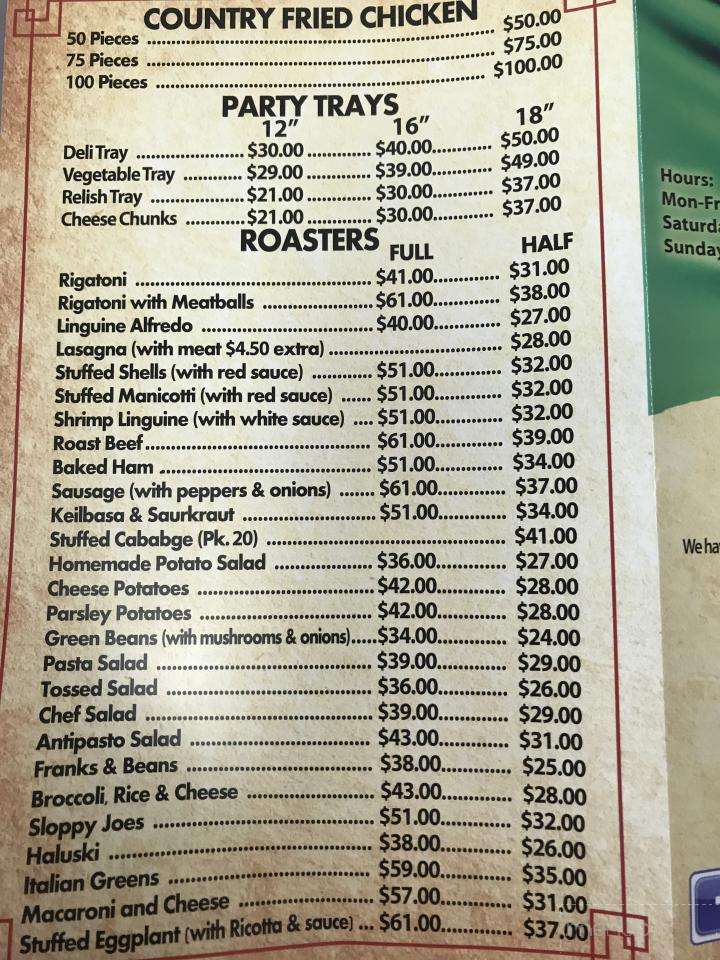 COUNTRY FRIED CHICKEN
50 Pieces ........ $50.00
75 Pieces ........ $75.00
100 Pieces ........ $100.00
PARTY TRAYS
12" 16" 18"
Deli Tray ........ $30.00 ........ $40.00 ........ $50.00
Vegetable Tray ........ $29.00 ........ $39.00 ........ $49.00
Relish Tray ........ $21.00 ........ $30.00 ........ $37.00
Cheese Chunks ........ $21.00 ........ $30.00 ........ $37.00
ROASTERS FULL HALF
Rigatoni ........ $41.00 ........ $31.00
Rigatoni with Meatballs ........ $61.00 ........ $38.00
Linguine Alfredo ........ $40.00 ........ $27.00
Lasagna (with meat $4.50 extra) ........ $28.00
Stuffed Shells (with red sauce) ........ $51.00 ........ $32.00
Stuffed Manicotti (with red sauce) ...... $51.00 ........ $32.00
Shrimp Linguine (with white sauce) .... $51.00 ........ $32.00
Roast Beef ........ $61.00 ........ $39.00
Baked Ham ........ $51.00 ........ $34.00
Sausage (with peppers & onions) ....... $61.00 ........ $37.00
Keilbasa & Saurkraut ........ $51.00 ........ $34.00
Stuffed Cababge (Pk. 20) ........ $41.00
Homemade Potato Salad ........ $36.00 ........ $27.00
Cheese Potatoes ........ $42.00 ........ $28.00
Parsley Potatoes ........ $42.00 ........ $28.00
Green Beans (with mushrooms & onions) ..... $34.00 ........ $24.00
Pasta Salad ........ $39.00 ........ $29.00
Tossed Salad ........ $36.00 ........ $26.00
Chef Salad ........ $39.00 ........ $29.00
Antipasto Salad ........ $43.00 ........ $31.00
Franks & Beans ........ $38.00 ........ $25.00
Broccoli, Rice & Cheese ........ $43.00 ........ $28.00
Sloppy Joes ........ $51.00 ........ $32.00
Haluski ........ $38.00 ........ $26.00
Italian Greens ........ $59.00 ........ $35.00
Macaroni and Cheese ........ $57.00 ........ $31.00
Stuffed Eggplant (with Ricotta & sauce) ... $61.00 ........ $37.00
Hours:
Mon-Fr
Saturda
Sunday
We hav